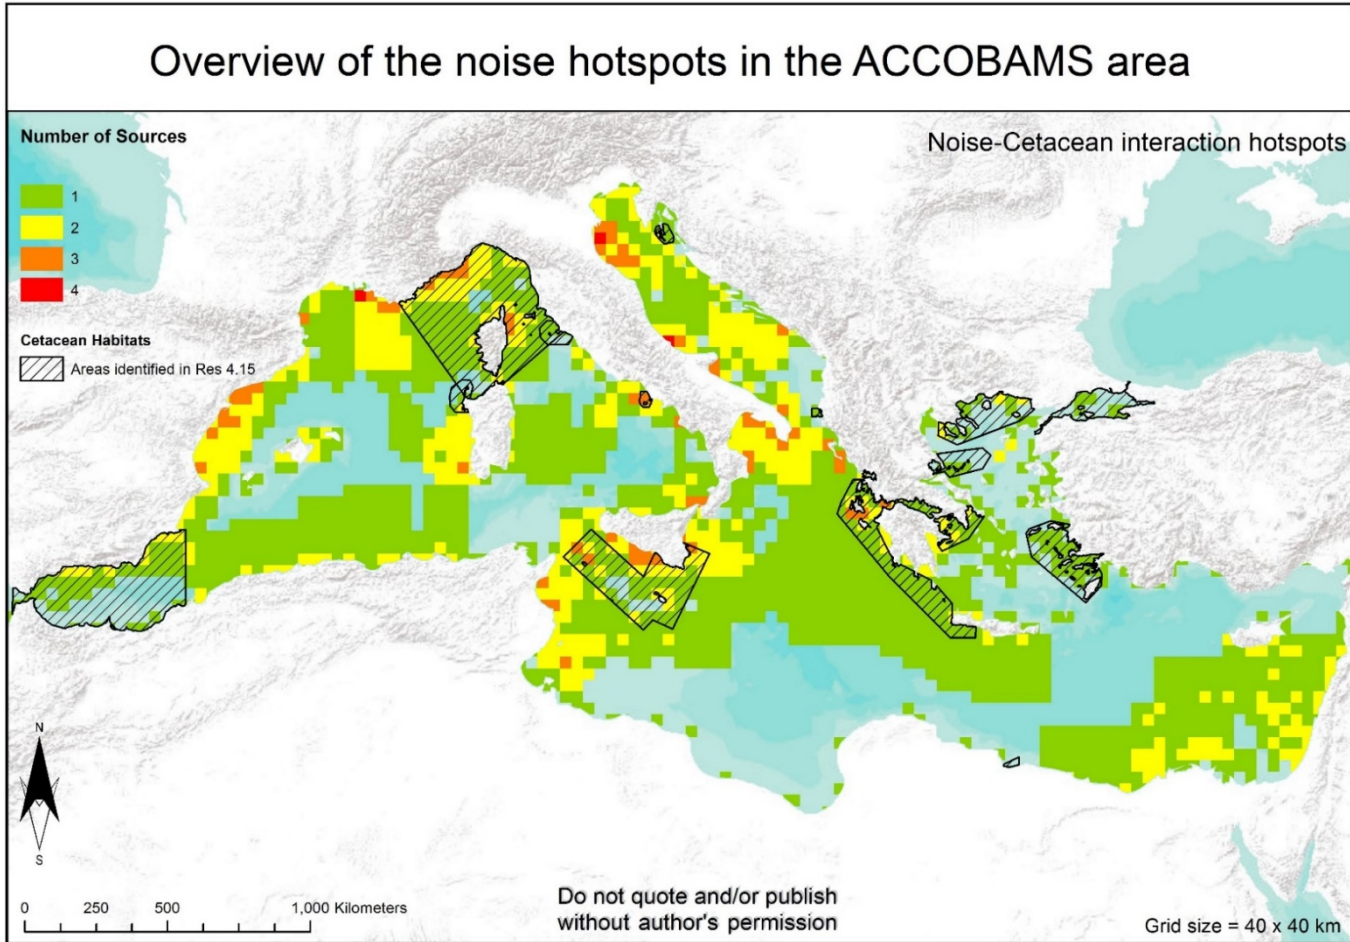 Overview of the noise hotspots in the ACCOBAMS area
Number of Sources
Noise-Cetacean interaction hotspots
1
2
3
4
Cetacean Habitats
Areas identified in Res 4.15
N
S
0 250 500 1,000 Kilometers
Do not quote and/or publish
without author's permission
Grid size = 40 x 40 km